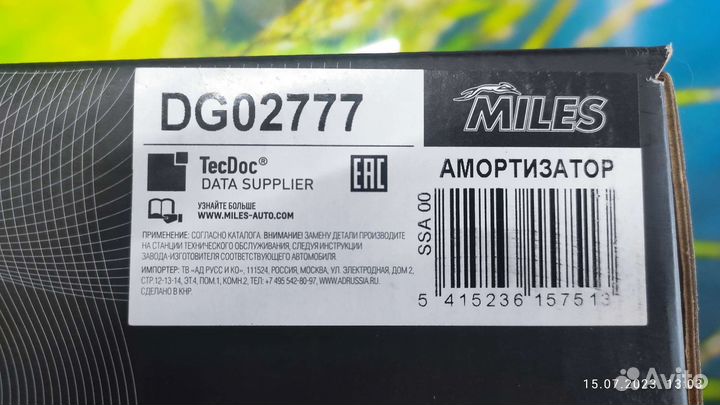 DG02777
MILES
TecDoc®
DATA SUPPLIER
EAC
УЗНАЙТЕ БОЛЬШЕ
WWW.MILES-AUTO.COM
АМОРТИЗАТОР
SSA 00
ПРИМЕНЕНИЕ: СОГЛАСНО КАТАЛОГА. ВНИМАНИЕ! ЗАМЕНУ ДЕТАЛИ ПРОИЗВОДИТЕ
НА СТАНЦИИ ТЕХНИЧЕСКОГО ОБСЛУЖИВАНИЯ, СЛЕДУЯ ИНСТРУКЦИИ
ЗАВОДА-ИЗГОТОВИТЕЛЯ СООТВЕТСТВУЮЩЕГО АВТОМОБИЛЯ.
ИМПОРТЕР: ТВ «АД РУСС И КО», 111524, РОССИЯ, МОСКВА, УЛ. ЭЛЕКТРОДНАЯ, ДОМ 2,
СТР.12-13-14, ЭТ.4, ПОМ.1, КОМН.2, ТЕЛ: +7 495 542-80-97, WWW.ADRUSSIA.RU
СДЕЛАНО В КНР.
5 415236 157513
15.07.2023 13:03
Avito